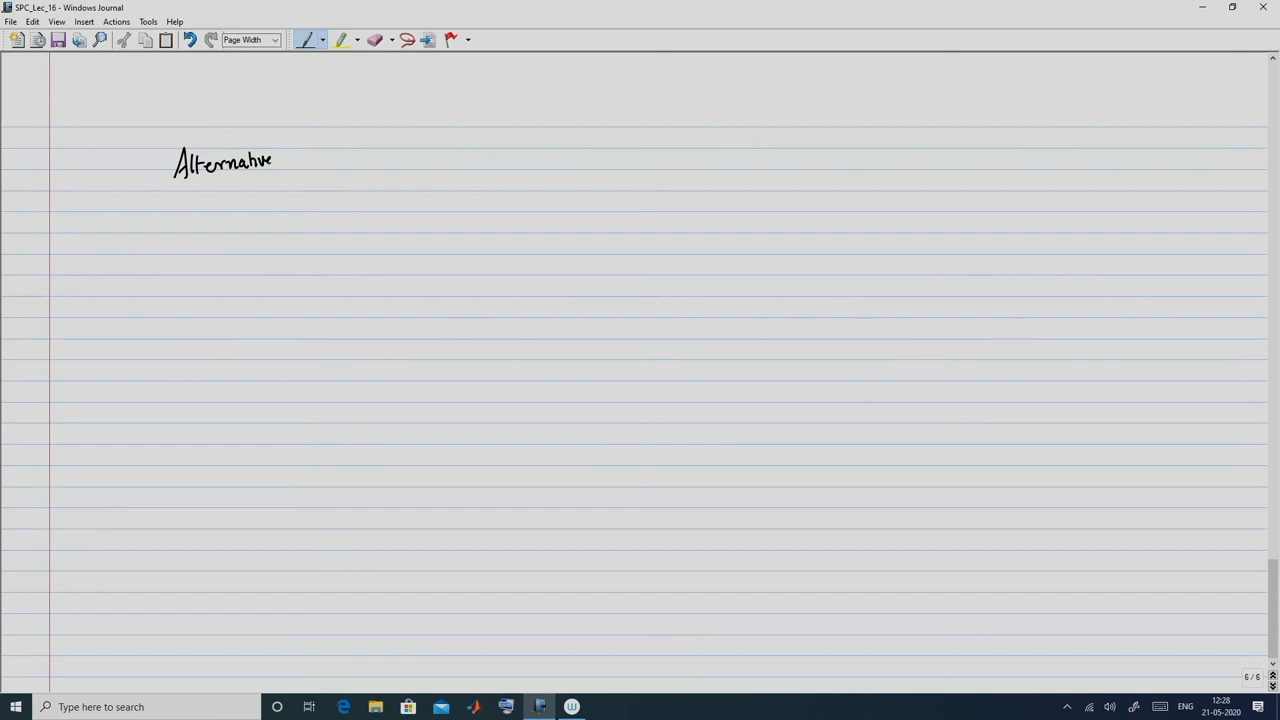 SPC_Lec_16 - Windows Journal
File Edit View Insert Actions Tools Help
Page Width
Alternative
6 / 6
Type here to search
ENG
12:28
21-05-2020